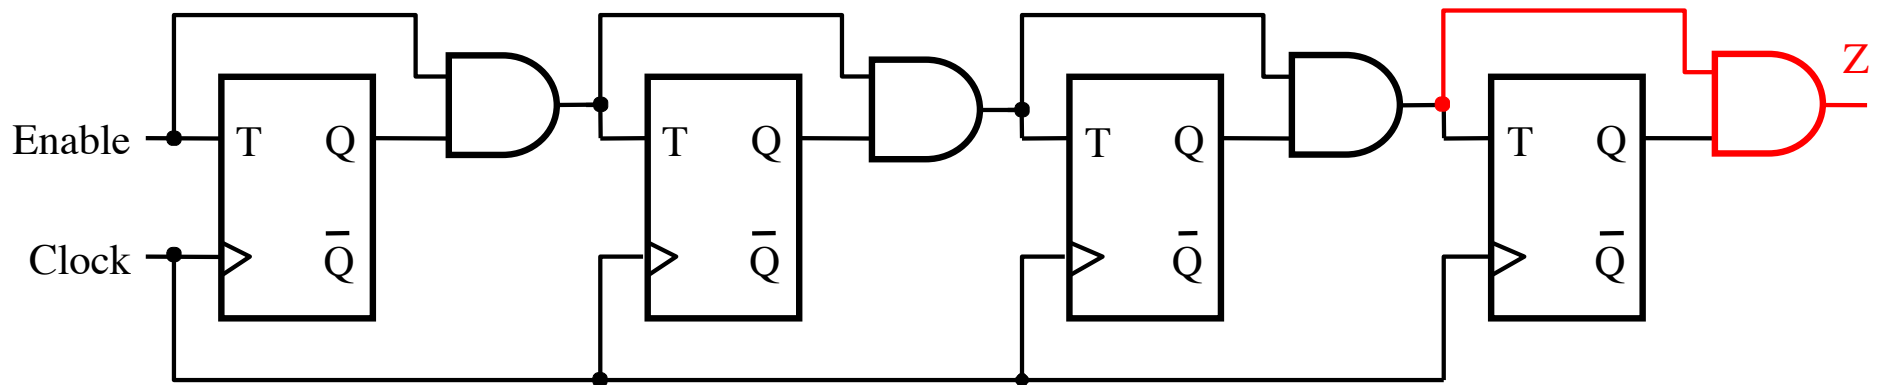 Z
Enable T Q T Q T Q T Q
Clock Q̅ Q̅ Q̅ Q̅